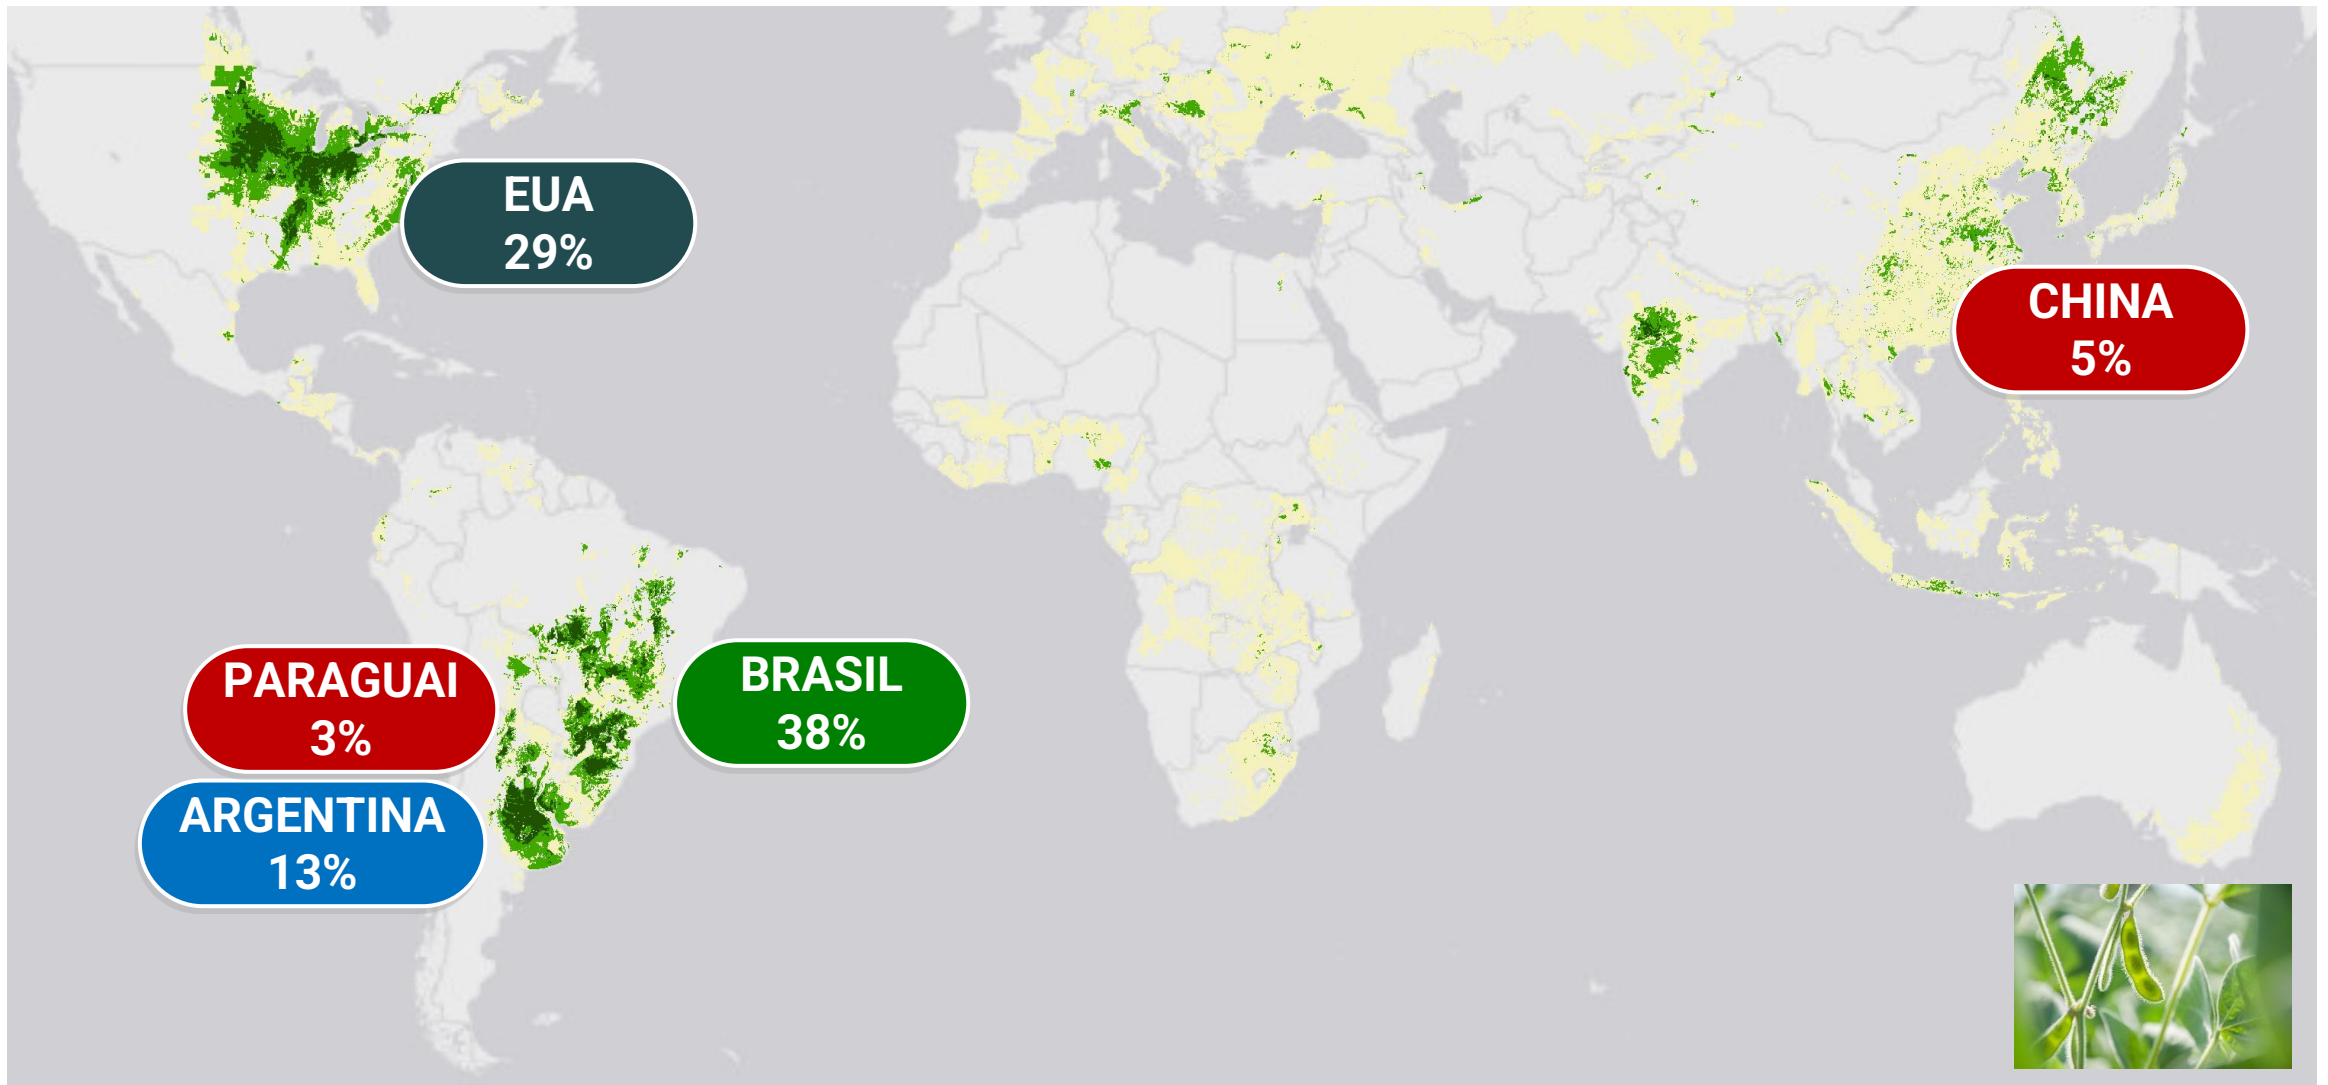 EUA
29%
CHINA
5%
PARAGUAI
3%
BRASIL
38%
ARGENTINA
13%